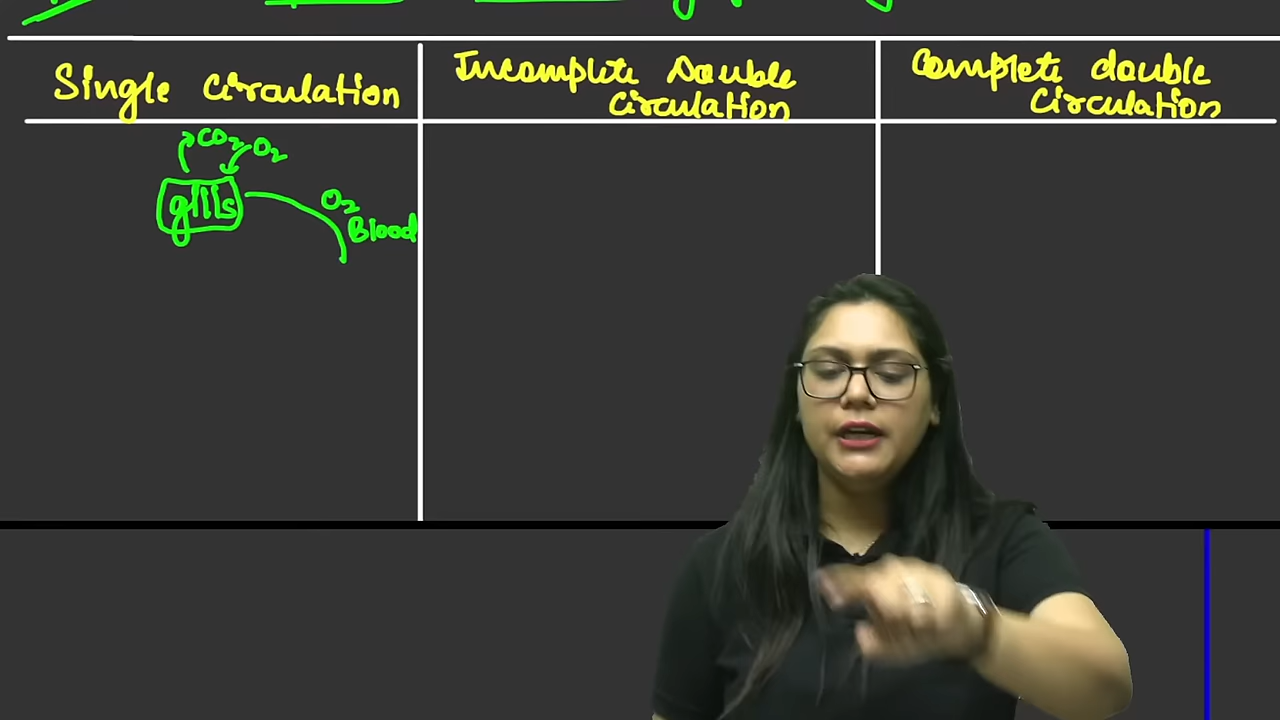 Single Circulation
Incomplete Double
Circulation
Complete double
Circulation
CO2 O2
gills
O2
Blood